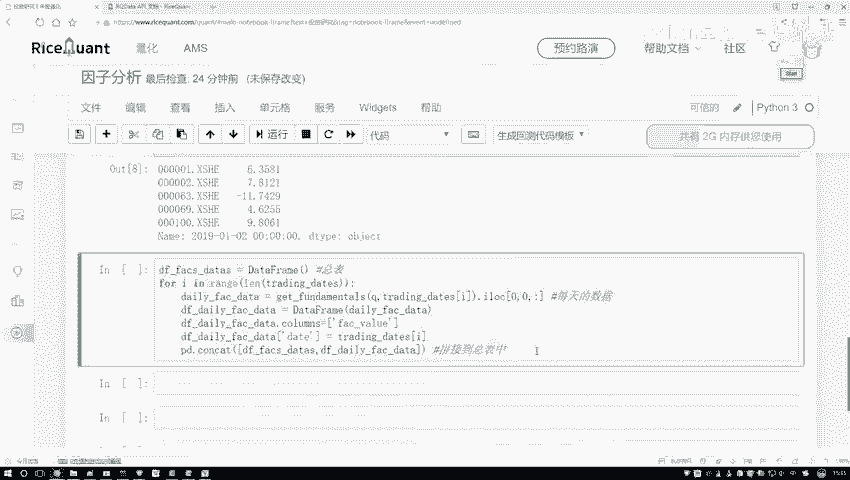 RQData API 文档 - RiceQuant
RiceQuant 量化 AMS 预约路演 帮助文档 社区
因子分析 最后检查: 24 分钟前 (未保存改变)
文件 编辑 查看 插入 单元格 服务 Widgets 帮助 可信的 Python 3
运行 代码 生成回测代码模板 共有 2G 内存供您使用
Out[8]: 000001.XSHE 6.3581
000002.XSHE 7.8121
000063.XSHE -11.7429
000069.XSHE 4.6255
000100.XSHE 9.8061
Name: 2019-01-02 00:00:00, dtype: object
In [ ]: df_facs_datas = DataFrame() #总表
for i in range(len(trading_dates)):
daily_fac_data = get_fundamentals(q,trading_dates[i]).iloc[0,0,:] #每天的数据
df_daily_fac_data = DataFrame(daily_fac_data)
df_daily_fac_data.columns=['fac_value']
df_daily_fac_data['date'] = trading_dates[i]
pd.concat([df_facs_datas,df_daily_fac_data]) #拼接到总表中
In [ ]:
In [ ]: